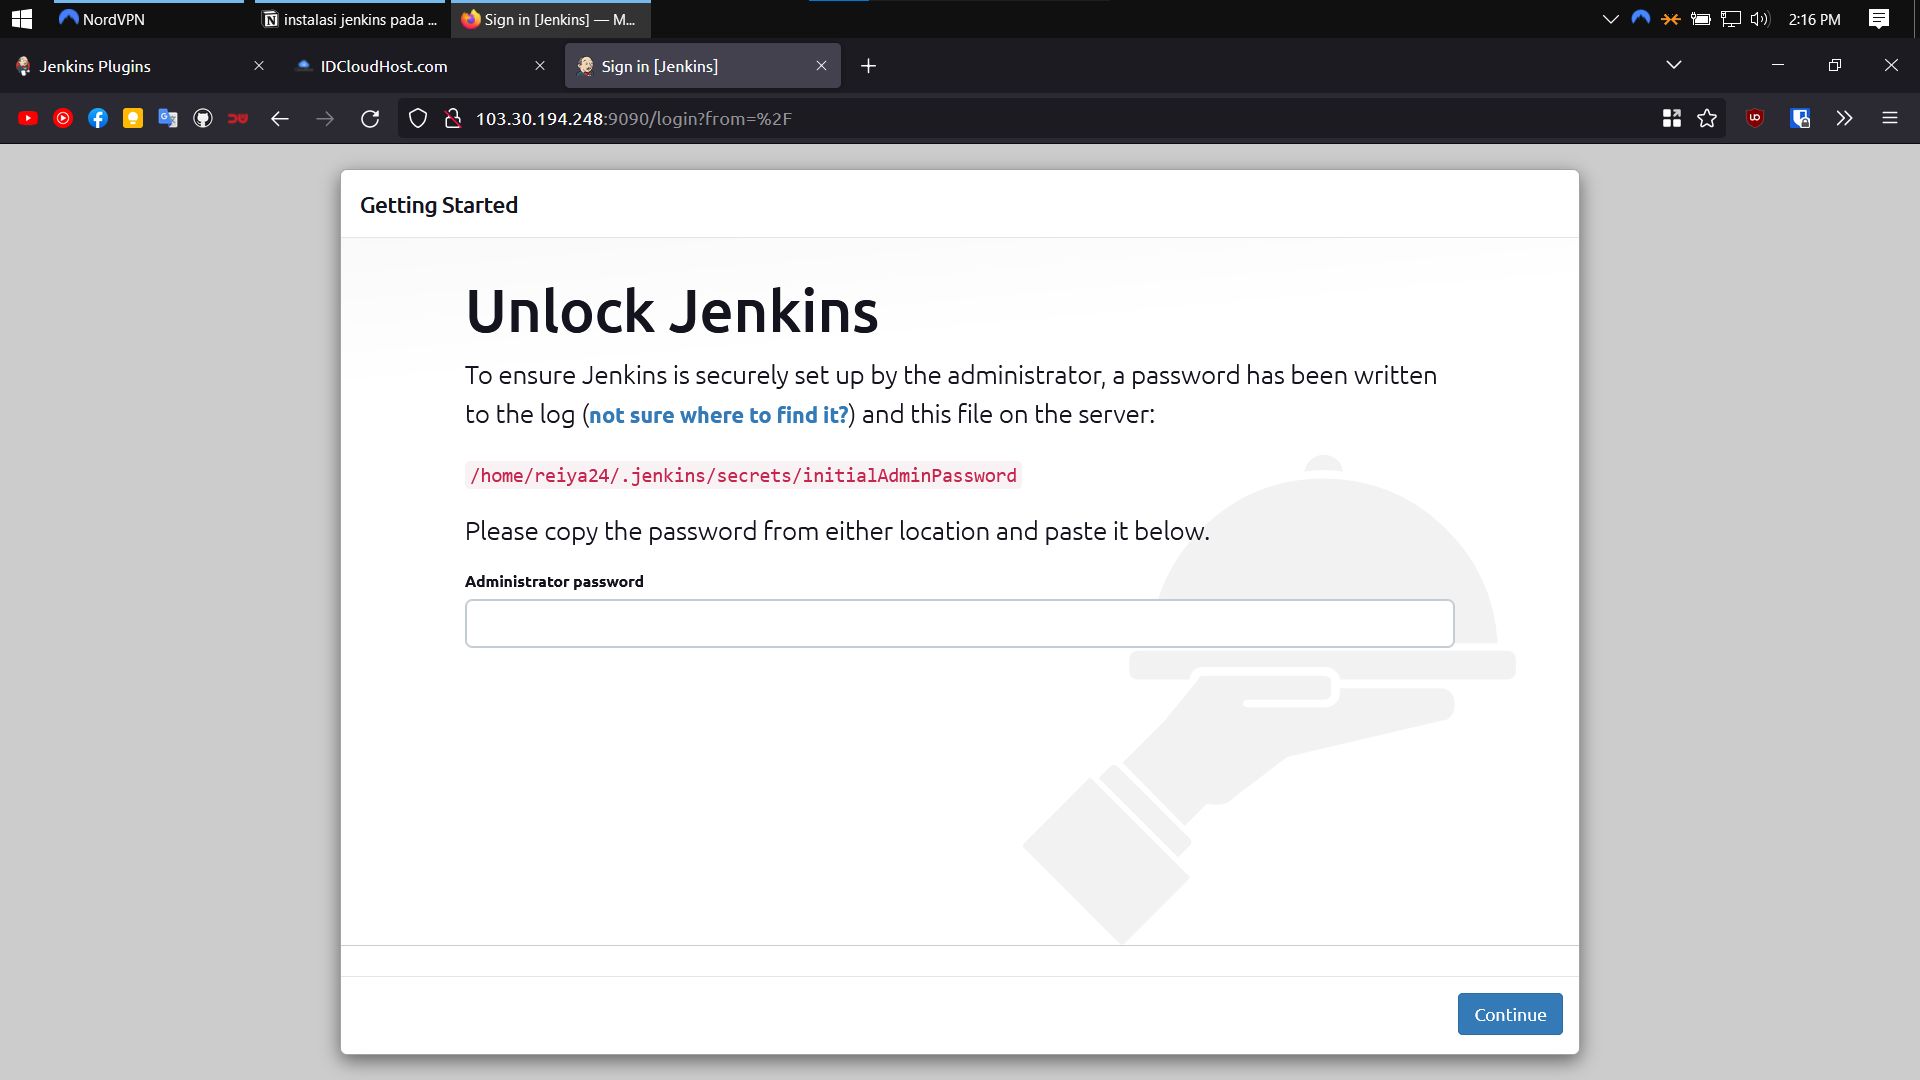 NordVPN
instalasi jenkins pada ...
Sign in [Jenkins] — M...
2:16 PM
Jenkins Plugins
IDCloudHost.com
Sign in [Jenkins]
103.30.194.248:9090/login?from=%2F
Getting Started
Unlock Jenkins
To ensure Jenkins is securely set up by the administrator, a password has been written
to the log (not sure where to find it?) and this file on the server:
/home/reiya24/.jenkins/secrets/initialAdminPassword
Please copy the password from either location and paste it below.
Administrator password
Continue